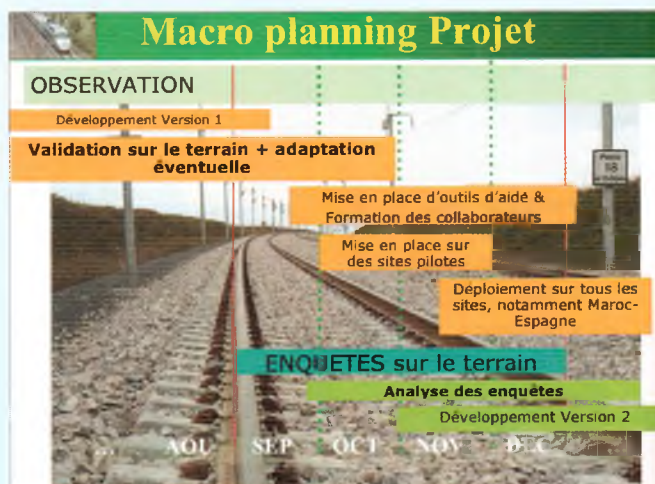 Macro planning Projet
OBSERVATION
Développement Version 1
Validation sur le terrain + adaptation
éventuelle
Mise en place d'outils d'aidé &
Formation des collaborateurs
Mise en place sur
des sites pilotes
Déploiement sur tous les
sites, notamment Maroc-
Espagne
ENQUETES sur le terrain
Analyse des enquêtes
Développement Version 2
... AOU SEP OCT NOV DEC